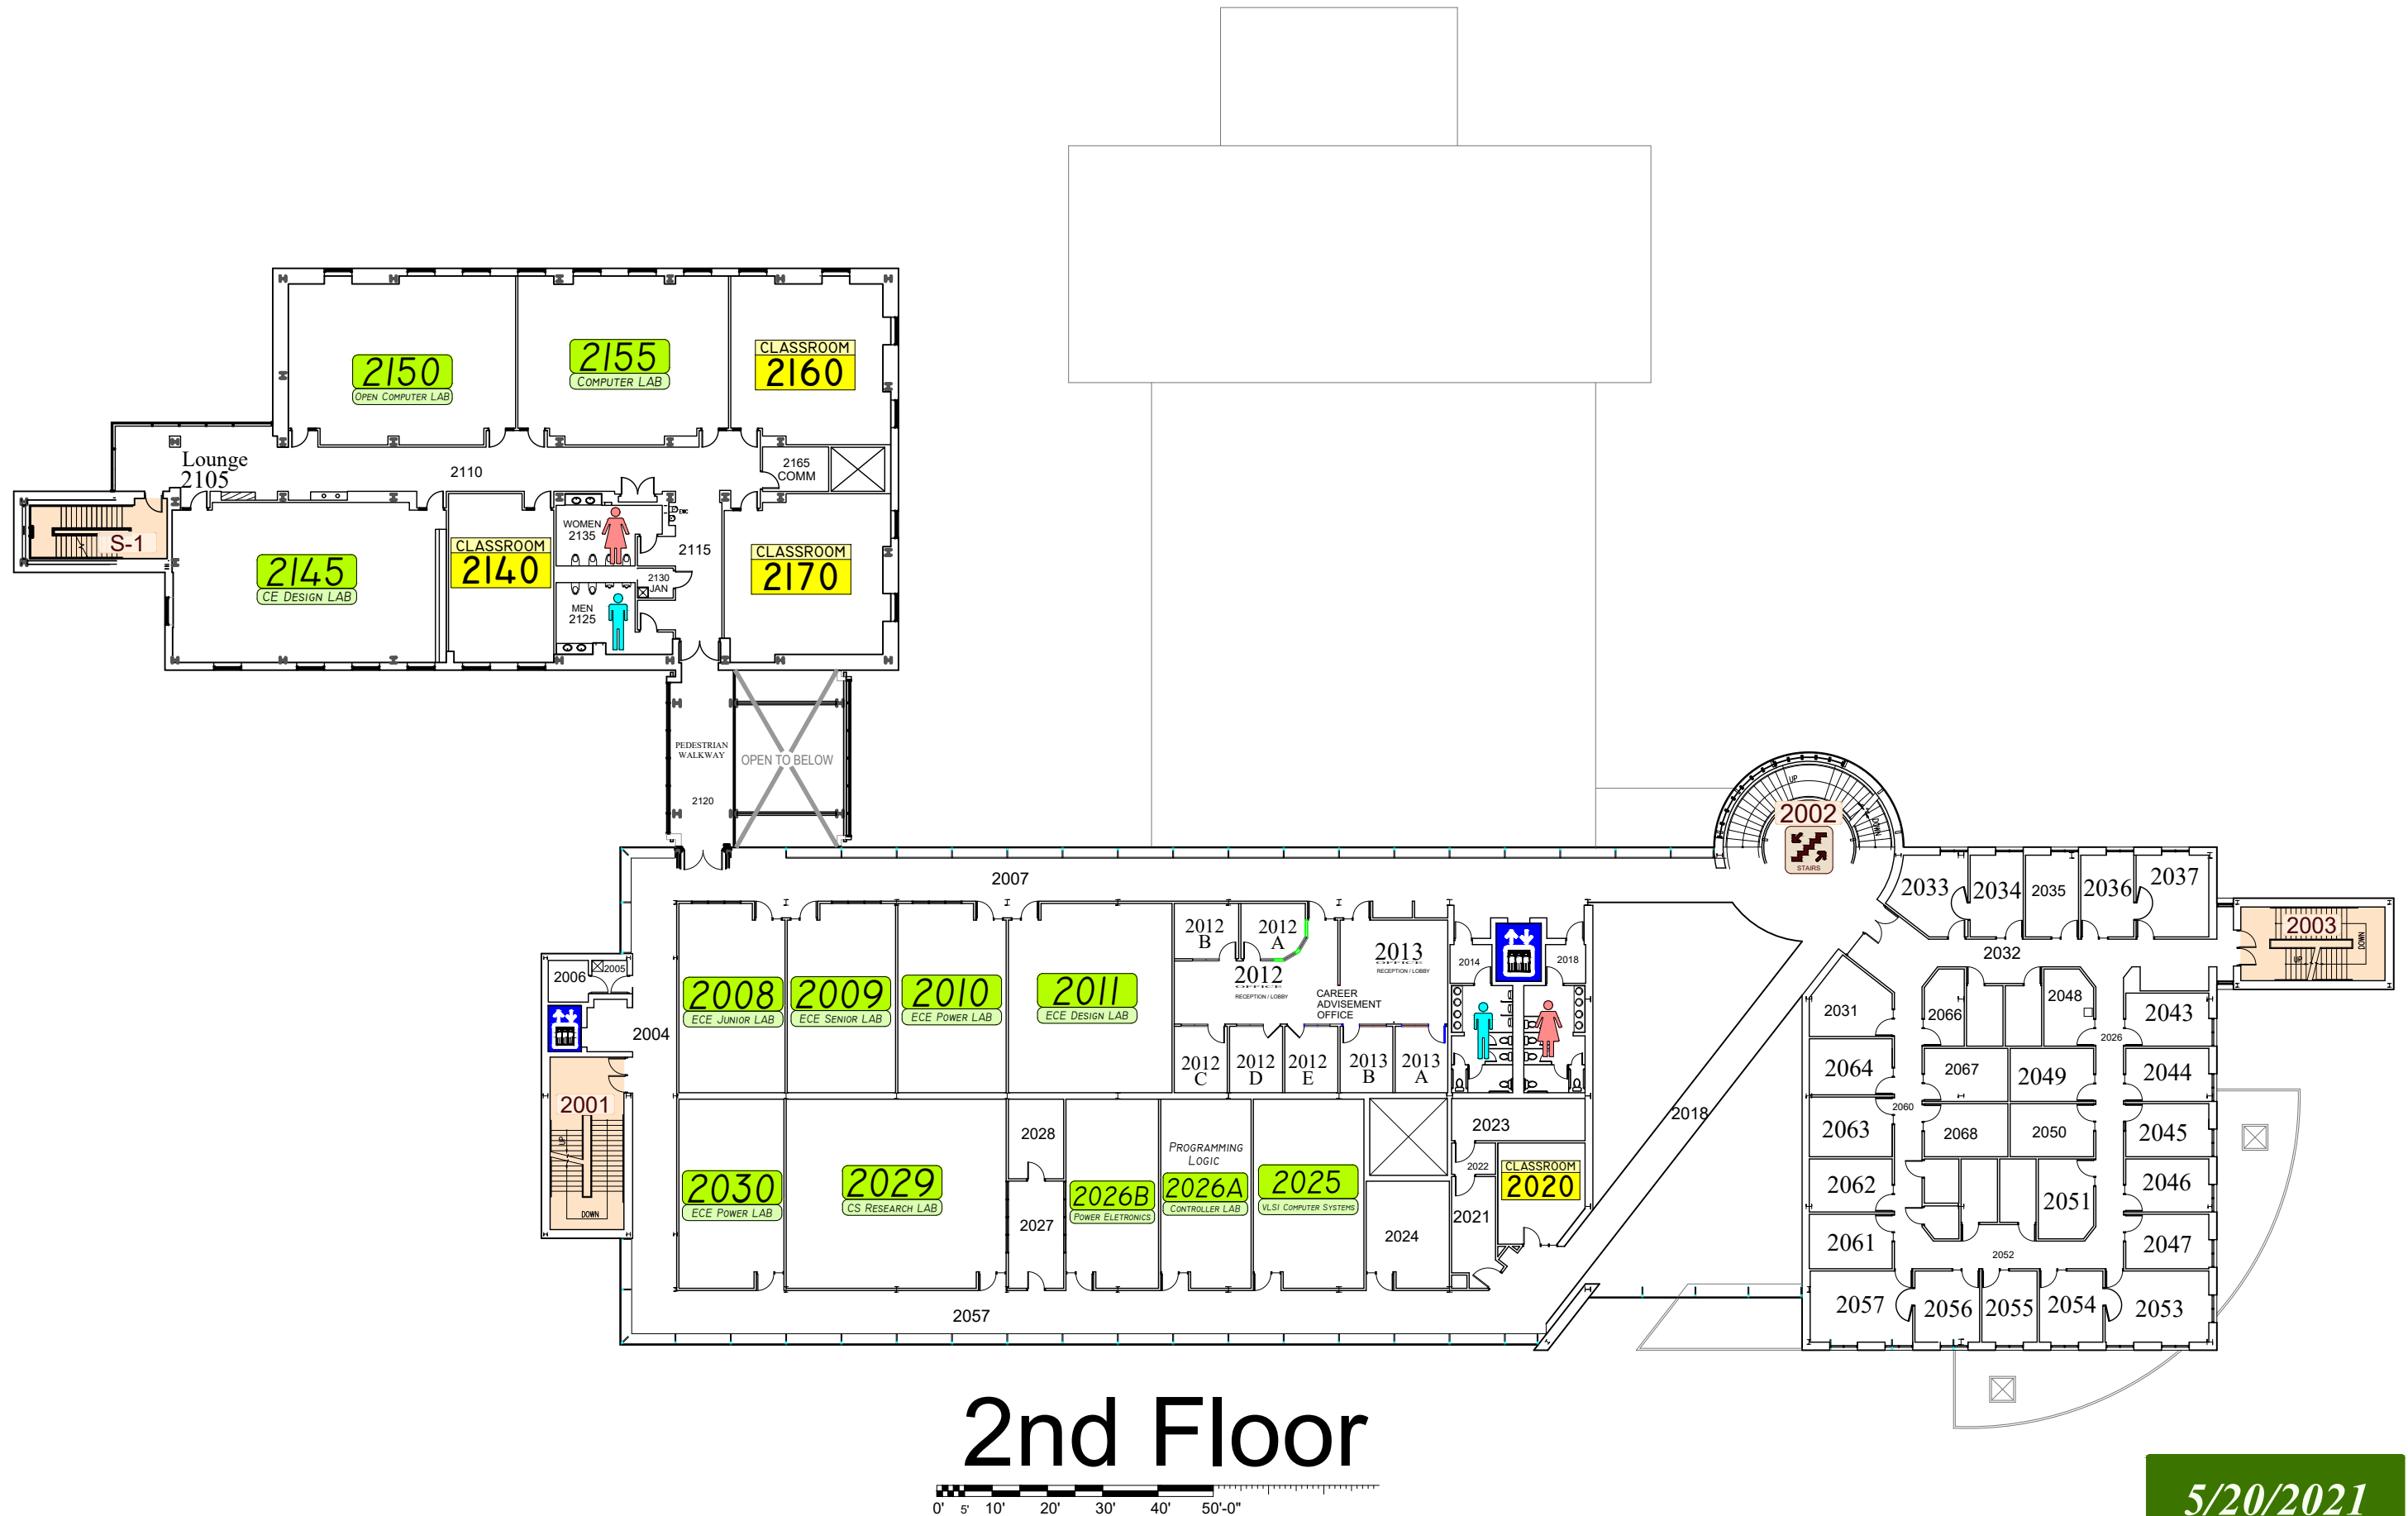 2150
OPEN COMPUTER LAB
2155
COMPUTER LAB
CLASSROOM
2160
Lounge
2105
2110
2165
COMM
S-1
2145
CE DESIGN LAB
CLASSROOM
2140
WOMEN
2135
EWC
2115
2130
JAN
MEN
2125
CLASSROOM
2170
PEDESTRIAN
WALKWAY
2120
OPEN TO BELOW
UP
DOWN
2002
STAIRS
2007
2006
2005
2004
2001
UP
DOWN
2008
ECE JUNIOR LAB
2009
ECE SENIOR LAB
2010
ECE POWER LAB
2011
ECE DESIGN LAB
2012
B
2012
A
2012
OFFICE
RECEPTION / LOBBY
2013
OFFICE
RECEPTION / LOBBY
CAREER
ADVISEMENT
OFFICE
2012
C
2012
D
2012
E
2013
B
2013
A
2014
2018
2030
ECE POWER LAB
2029
CS RESEARCH LAB
2028
2027
2026B
POWER ELETRONICS
PROGRAMMING
LOGIC
2026A
CONTROLLER LAB
2025
VLSI COMPUTER SYSTEMS
2024
2023
2022
2021
CLASSROOM
2020
2018
2057
2033
2034
2035
2036
2037
2003
UP
DOWN
2032
2031
2066
2048
2026
2043
2064
2067
2049
2044
2060
2063
2068
2050
2045
2062
2051
2046
2061
2052
2047
2057
2056
2055
2054
2053
2nd Floor
0' 5' 10' 20' 30' 40' 50'-0"
5/20/2021